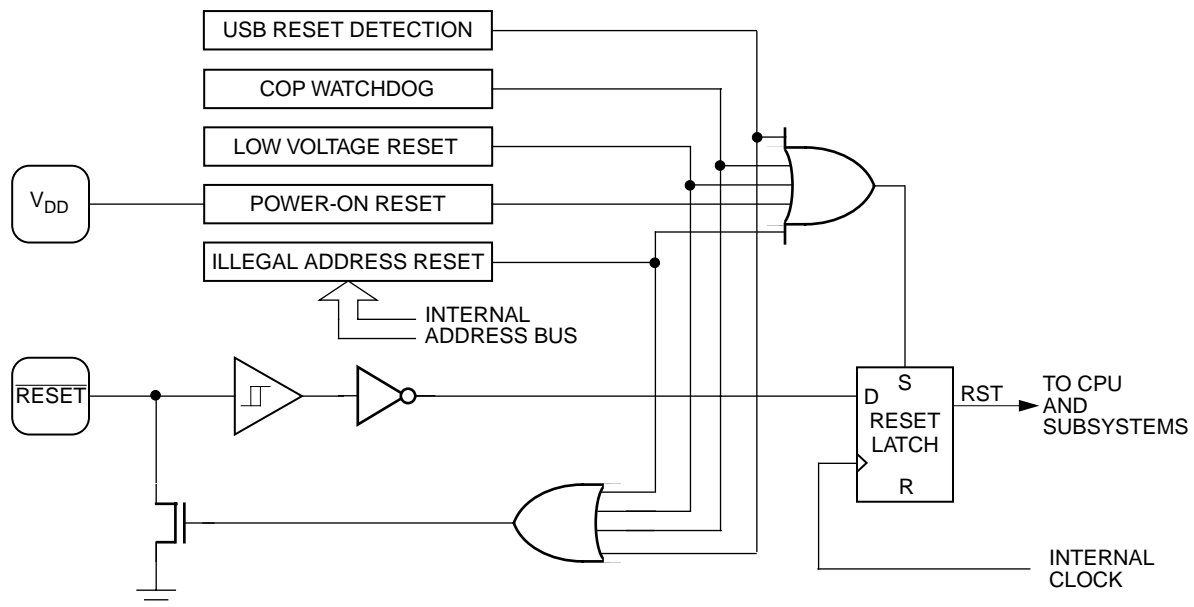 USB RESET DETECTION
COP WATCHDOG
LOW VOLTAGE RESET
V_DD
POWER-ON RESET
ILLEGAL ADDRESS RESET
INTERNAL
ADDRESS BUS
RESET
D
S
RESET
LATCH
R
RST
TO CPU
AND
SUBSYSTEMS
INTERNAL
CLOCK